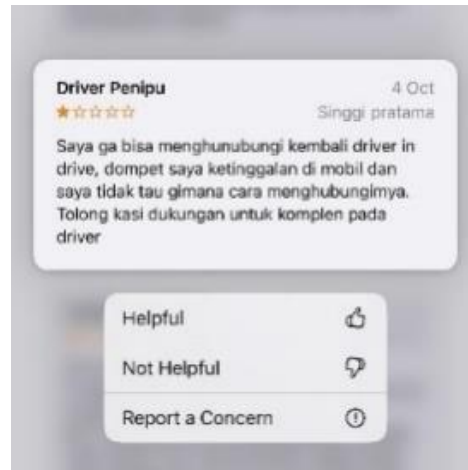 Driver Penipu
4 Oct
Singgi pratama
Saya ga bisa menghunubungi kembali driver in
drive, dompet saya ketinggalan di mobil dan
saya tidak tau gimana cara menghubungimya.
Tolong kasi dukungan untuk komplen pada
driver
Helpful
Not Helpful
Report a Concern